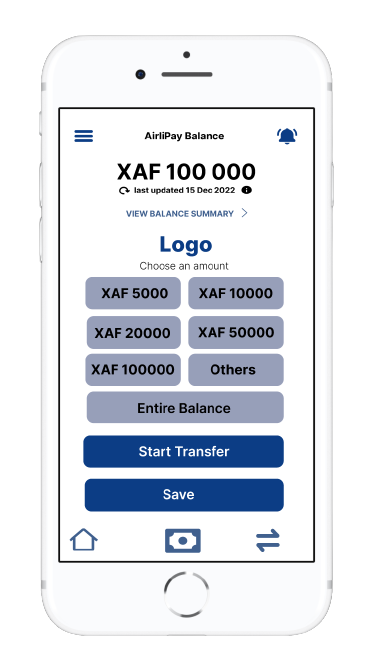 AirliPay Balance
XAF 100 000
last updated 15 Dec 2022
VIEW BALANCE SUMMARY
Logo
Choose an amount
XAF 5000 XAF 10000
XAF 20000 XAF 50000
XAF 100000 Others
Entire Balance
Start Transfer
Save